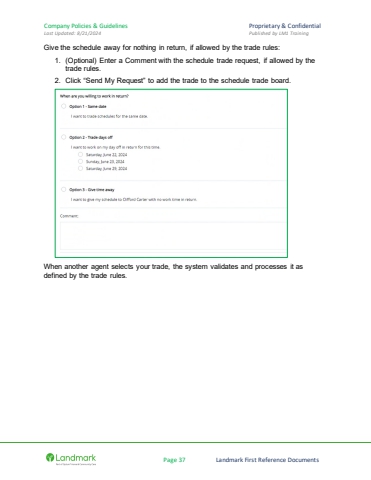 Company Policies & Guidelines
Proprietary & Confidential
Last Updated 8/21/2024
Published by LMI Training
Give the schedule away for nothing in return, if allowed by the trade rules:
1. (Optional) Enter a Comment with the schedule trade request, if allowed by the
trade rules.
2. Click "Send My Request" to add the trade to the schedule trade board.
When are you willing to work in return?
Option 1 - Same date
I want to trade schedules for the same date.
Option 2 - Trade days off
I want to work on my day off in return for this time.
Saturday, June 22, 2024
Sunday, June 23, 2024
Saturday, June 29, 2024
Option 3 - Give time away
I want to give my schedule to Clifford Carter with no work time in return.
Comment:
When another agent selects your trade, the system validates and processes it as
defined by the trade rules.
Landmark
Page 37
Landmark First Reference Documents